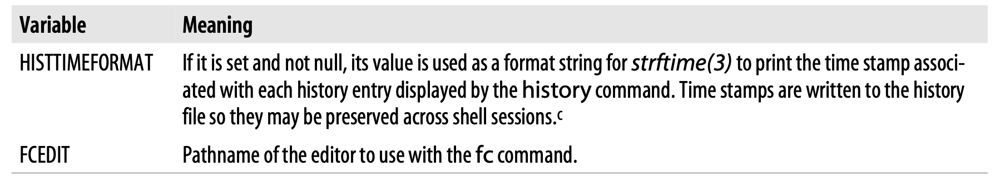 Variable Meaning
HISTTIMEFORMAT If it is set and not null, its value is used as a format string for strftime(3) to print the time stamp associ-
ated with each history entry displayed by the history command. Time stamps are written to the history
file so they may be preserved across shell sessions.c
FCEDIT Pathname of the editor to use with the fc command.